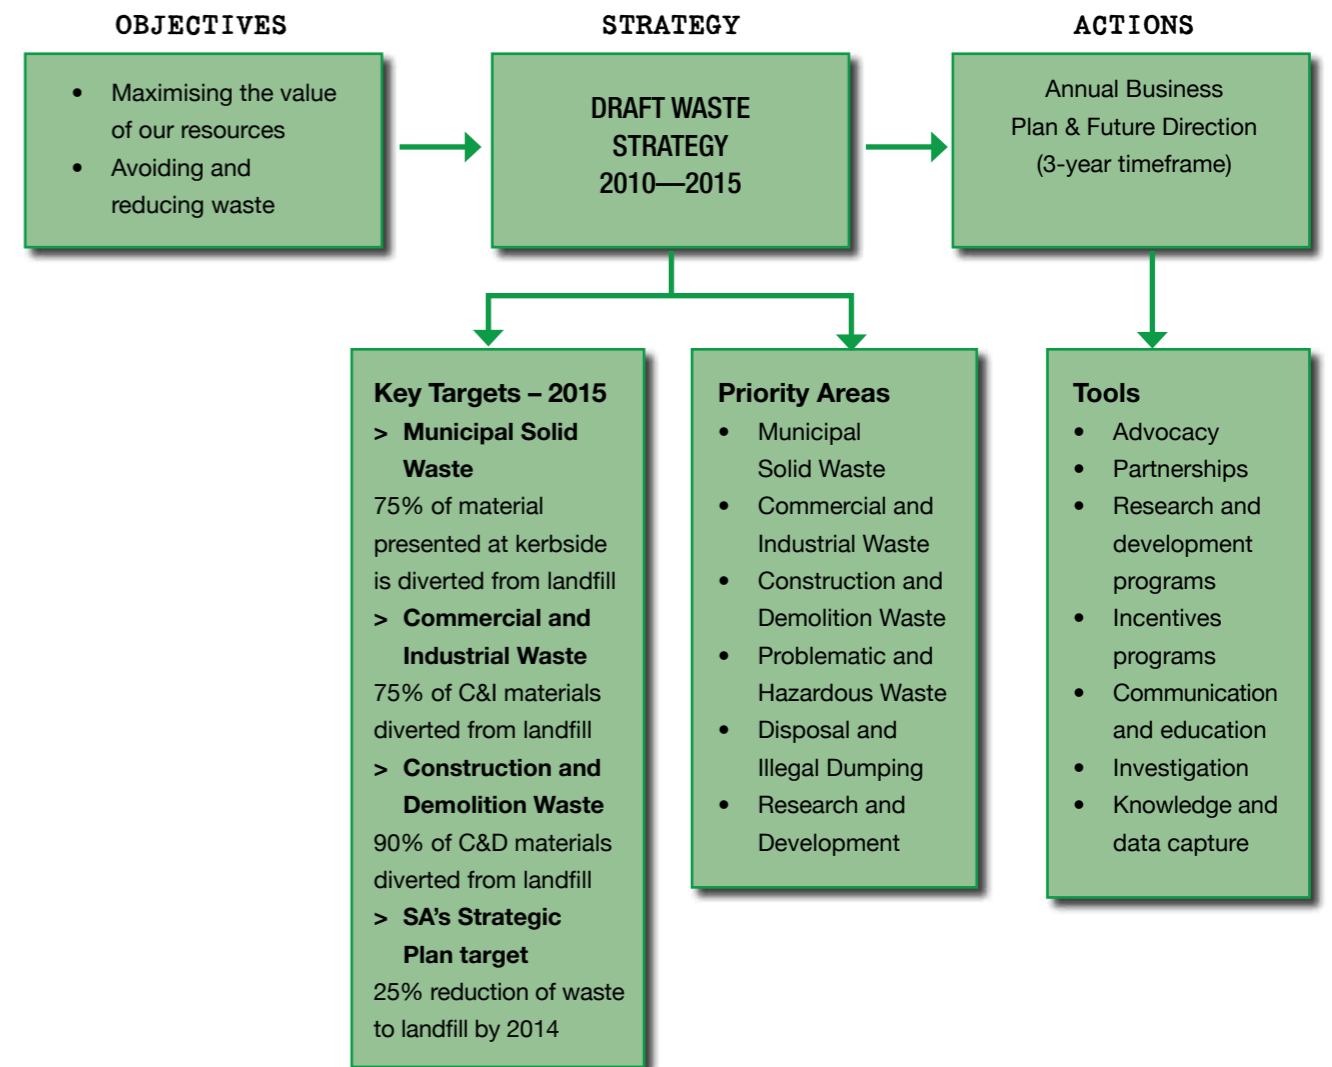 OBJECTIVES
• Maximising the value
of our resources
• Avoiding and
reducing waste
STRATEGY
DRAFT WASTE
STRATEGY
2010—2015
ACTIONS
Annual Business
Plan & Future Direction
(3-year timeframe)
Key Targets – 2015
> Municipal Solid
Waste
75% of material
presented at kerbside
is diverted from landfill
> Commercial and
Industrial Waste
75% of C&I materials
diverted from landfill
> Construction and
Demolition Waste
90% of C&D materials
diverted from landfill
> SA’s Strategic
Plan target
25% reduction of waste
to landfill by 2014
Priority Areas
• Municipal
Solid Waste
• Commercial and
Industrial Waste
• Construction and
Demolition Waste
• Problematic and
Hazardous Waste
• Disposal and
Illegal Dumping
• Research and
Development
Tools
• Advocacy
• Partnerships
• Research and
development
programs
• Incentives
programs
• Communication
and education
• Investigation
• Knowledge and
data capture